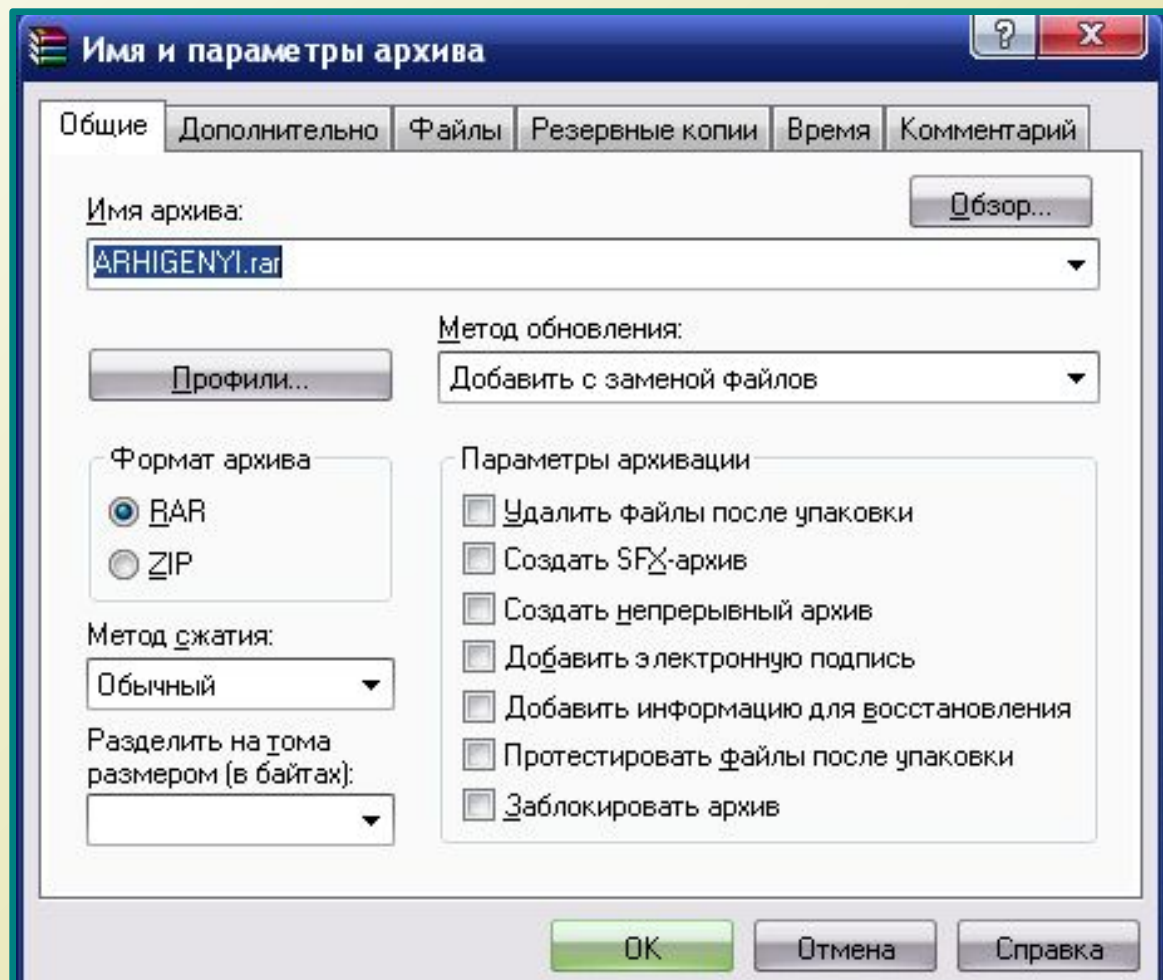 Имя и параметры архива
Общие Дополнительно Файлы Резервные копии Время Комментарий
Имя архива:
Обзор...
ARHIGENYI.rar
Метод обновления:
Профили...
Добавить с заменой файлов
Формат архива
RAR
ZIP
Метод сжатия:
Обычный
Разделить на тома
размером (в байтах):
Параметры архивации
Удалить файлы после упаковки
Создать SFX-архив
Создать непрерывный архив
Добавить электронную подпись
Добавить информацию для восстановления
Протестировать файлы после упаковки
Заблокировать архив
OK Отмена Справка